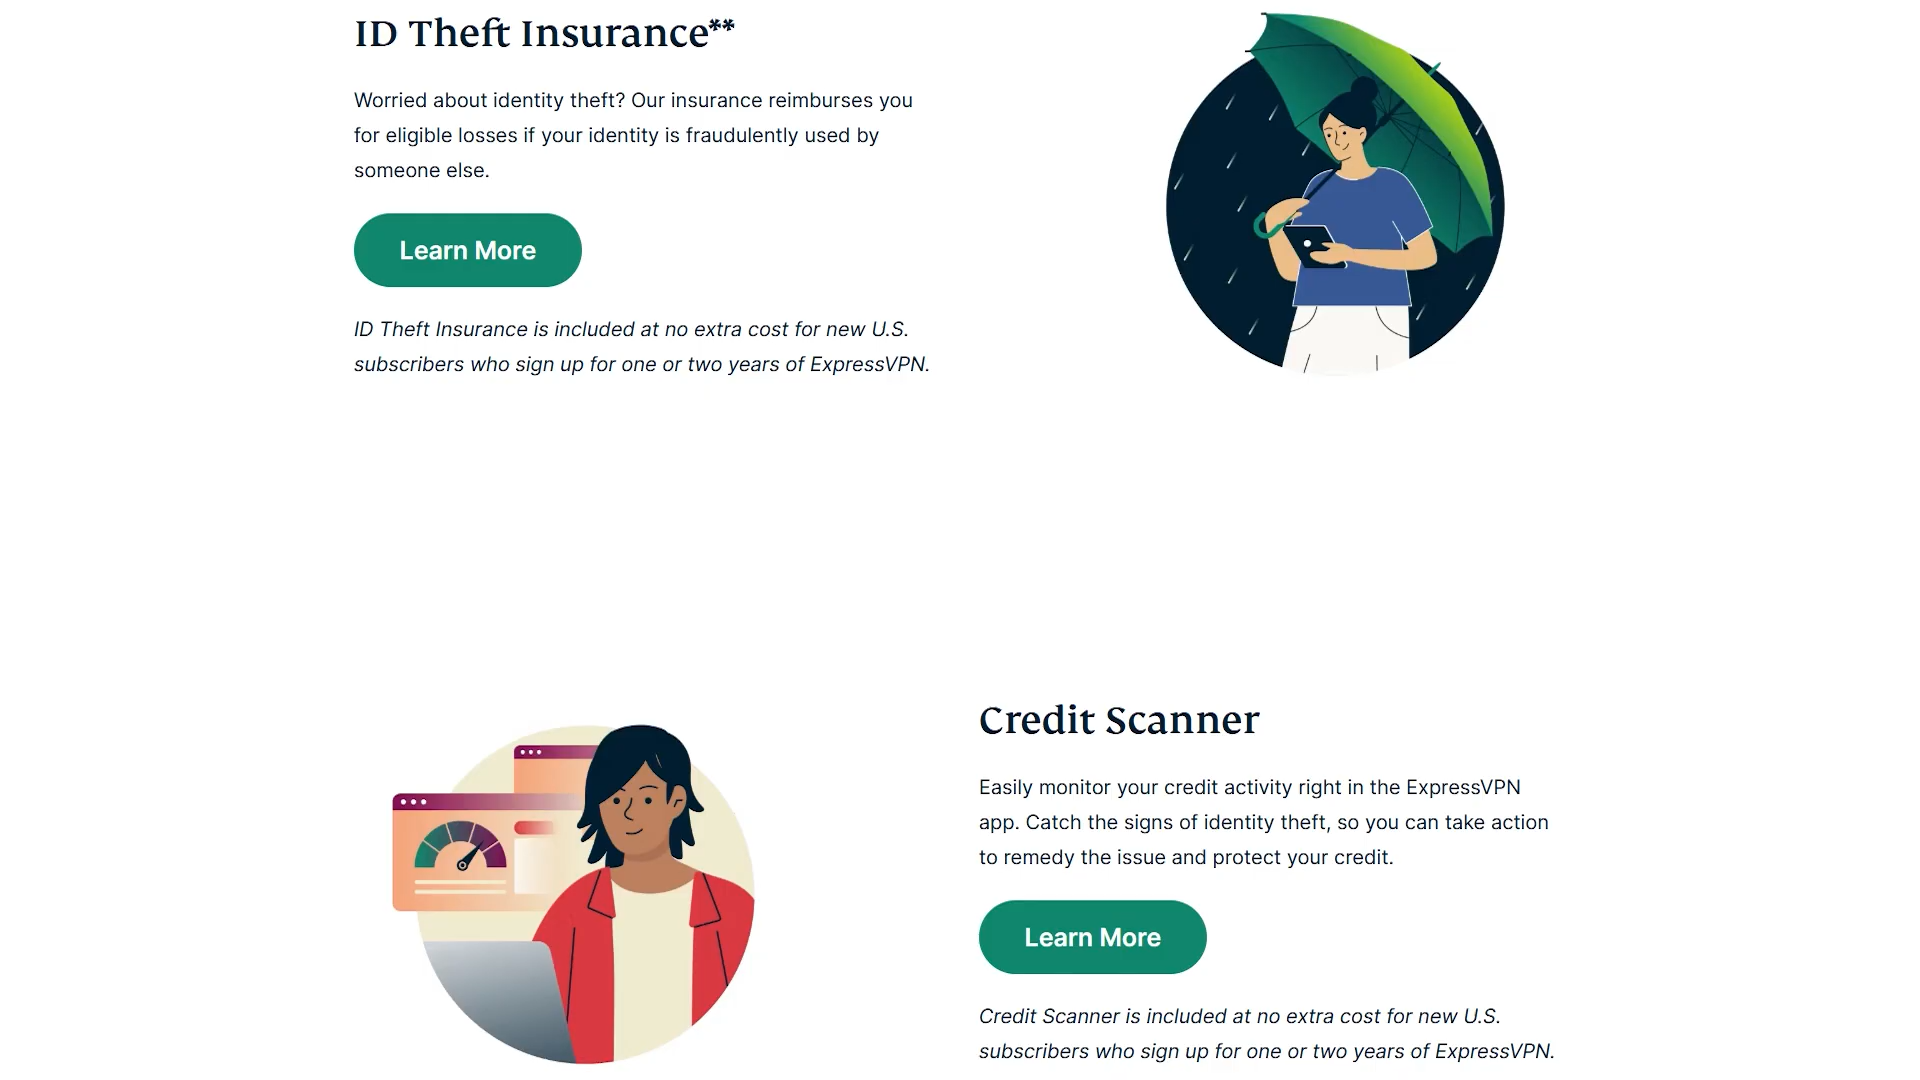 ID Theft Insurance**
Worried about identity theft? Our insurance reimburses you
for eligible losses if your identity is fraudulently used by
someone else.
Learn More
ID Theft Insurance is included at no extra cost for new U.S.
subscribers who sign up for one or two years of ExpressVPN.
Credit Scanner
Easily monitor your credit activity right in the ExpressVPN
app. Catch the signs of identity theft, so you can take action
to remedy the issue and protect your credit.
Learn More
Credit Scanner is included at no extra cost for new U.S.
subscribers who sign up for one or two years of ExpressVPN.